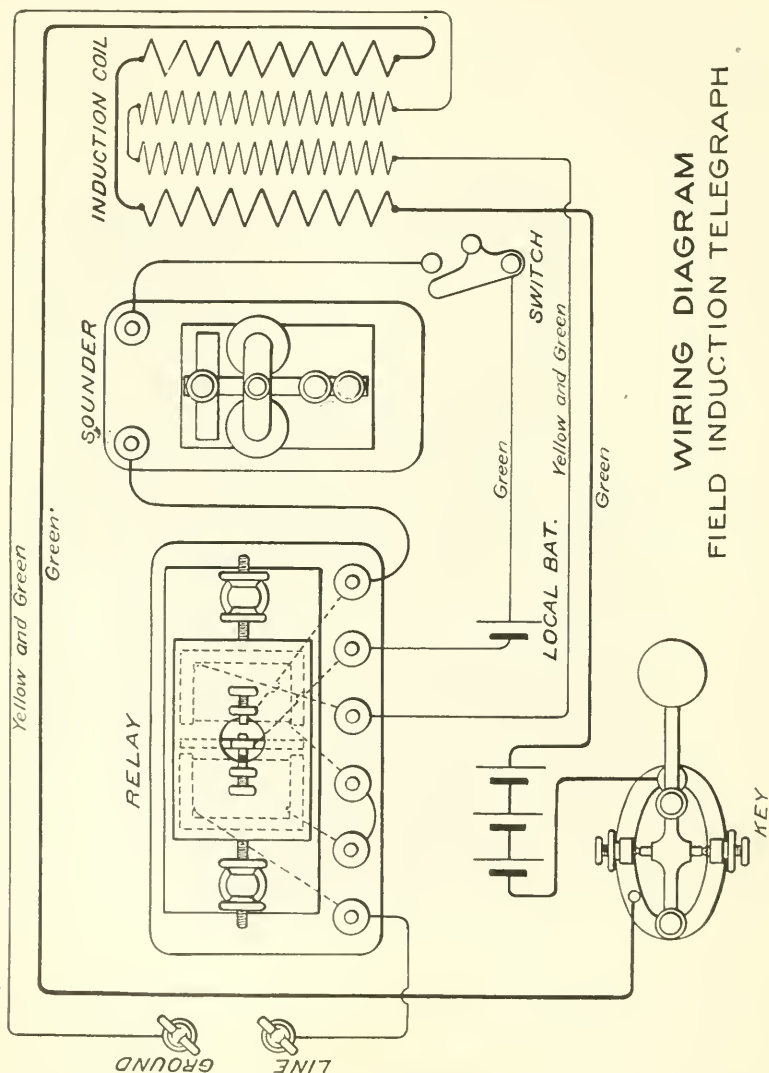 WIRING DIAGRAM
FIELD INDUCTION TELEGRAPH
INDUCTION COIL
SOUNDER
SWITCH
RELAY
LOCAL BAT.
KEY
GROUND
LINE
Yellow and Green
Green.
Green
Yellow and Green
Green